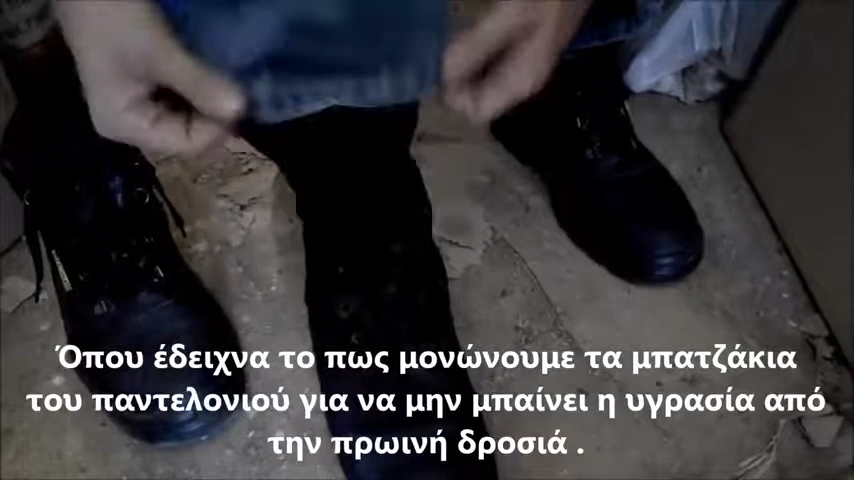 Όπου έδειχνα το πως μονώνουμε τα μπατζάκια
του παντελονιού για να μην μπαίνει η υγρασία από
την πρωινή δροσιά .